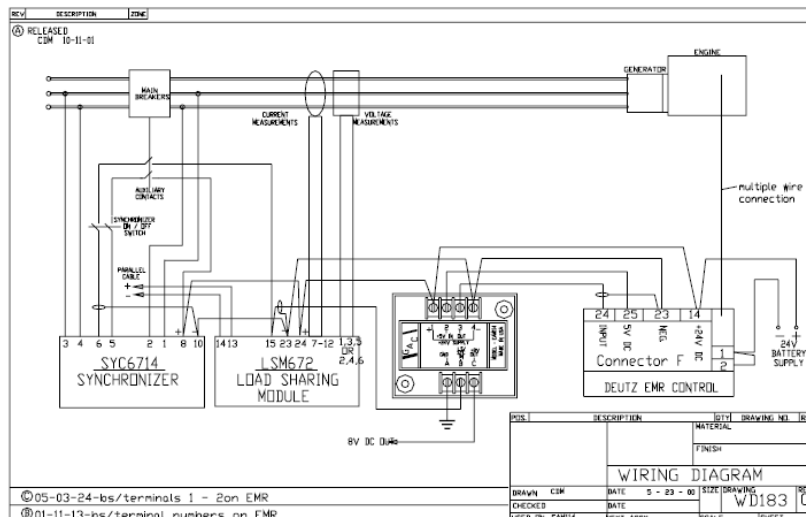 REV DESCRIPTION ZONE
A RELEASED
CDM 10-11-01
ENGINE
GENERATOR
MAIN
BREAKERS
CURRENT
MEASUREMENTS
VOLTAGE
MEASUREMENTS
AUXILIARY
CONTACTS
multiple wire
connection
SYNCHRONIZER
ON / OFF
SWITCH
PARALLEL
CABLE
+
-
3 4 6 5 2 1 8 10
+
SYC6714
SYNCHRONIZER
14 13 15 23 24 7-12 1,3,5
OR
2,4,6
+
LSM672
LOAD SHARING
MODULE
+ 2 3 4-
GAC
A B C
24 25 23 14
INPUT 5V DC NEG +24V DC
Connector F
1
2
DEUTZ EMR CONTROL
- +
24V
BATTERY
SUPPLY
8V DC Out
POS. DESCRIPTION QTY DRAWING NO.
MATERIAL
FINISH
WIRING DIAGRAM
DRAWN CDM DATE 5 - 23 - 00 SIZE DRAWING
WD183
CHECKED DATE
C 05-03-24-bs/terminals 1 - 2on EMR
B 01-11-13-bs/terminal numbers on EMR